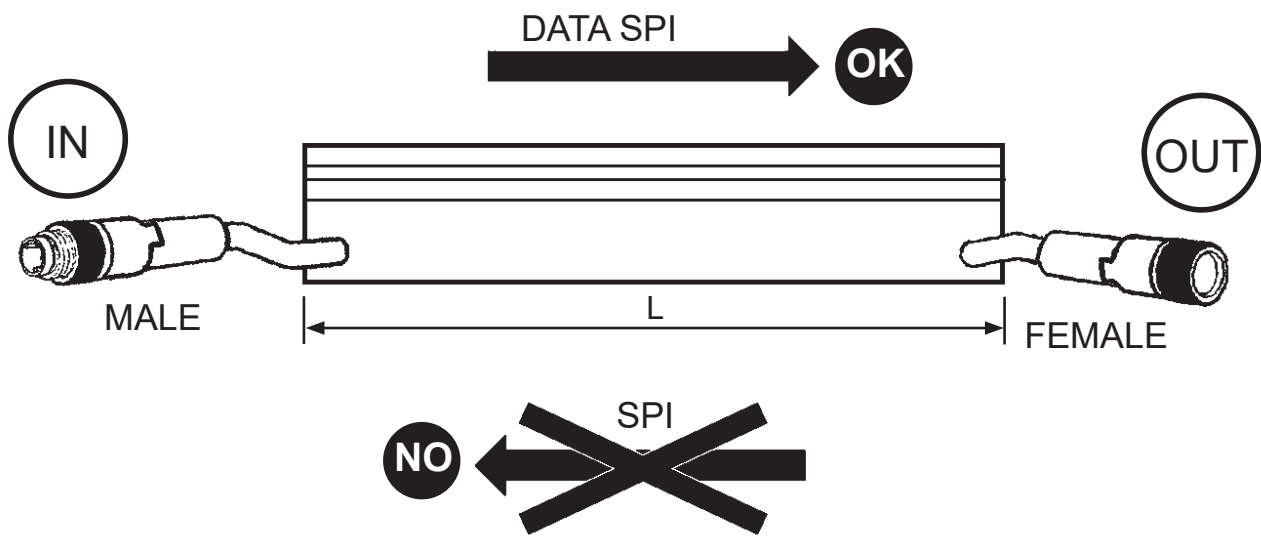 DATA SPI
OK
IN
OUT
MALE
L
FEMALE
SPI
NO